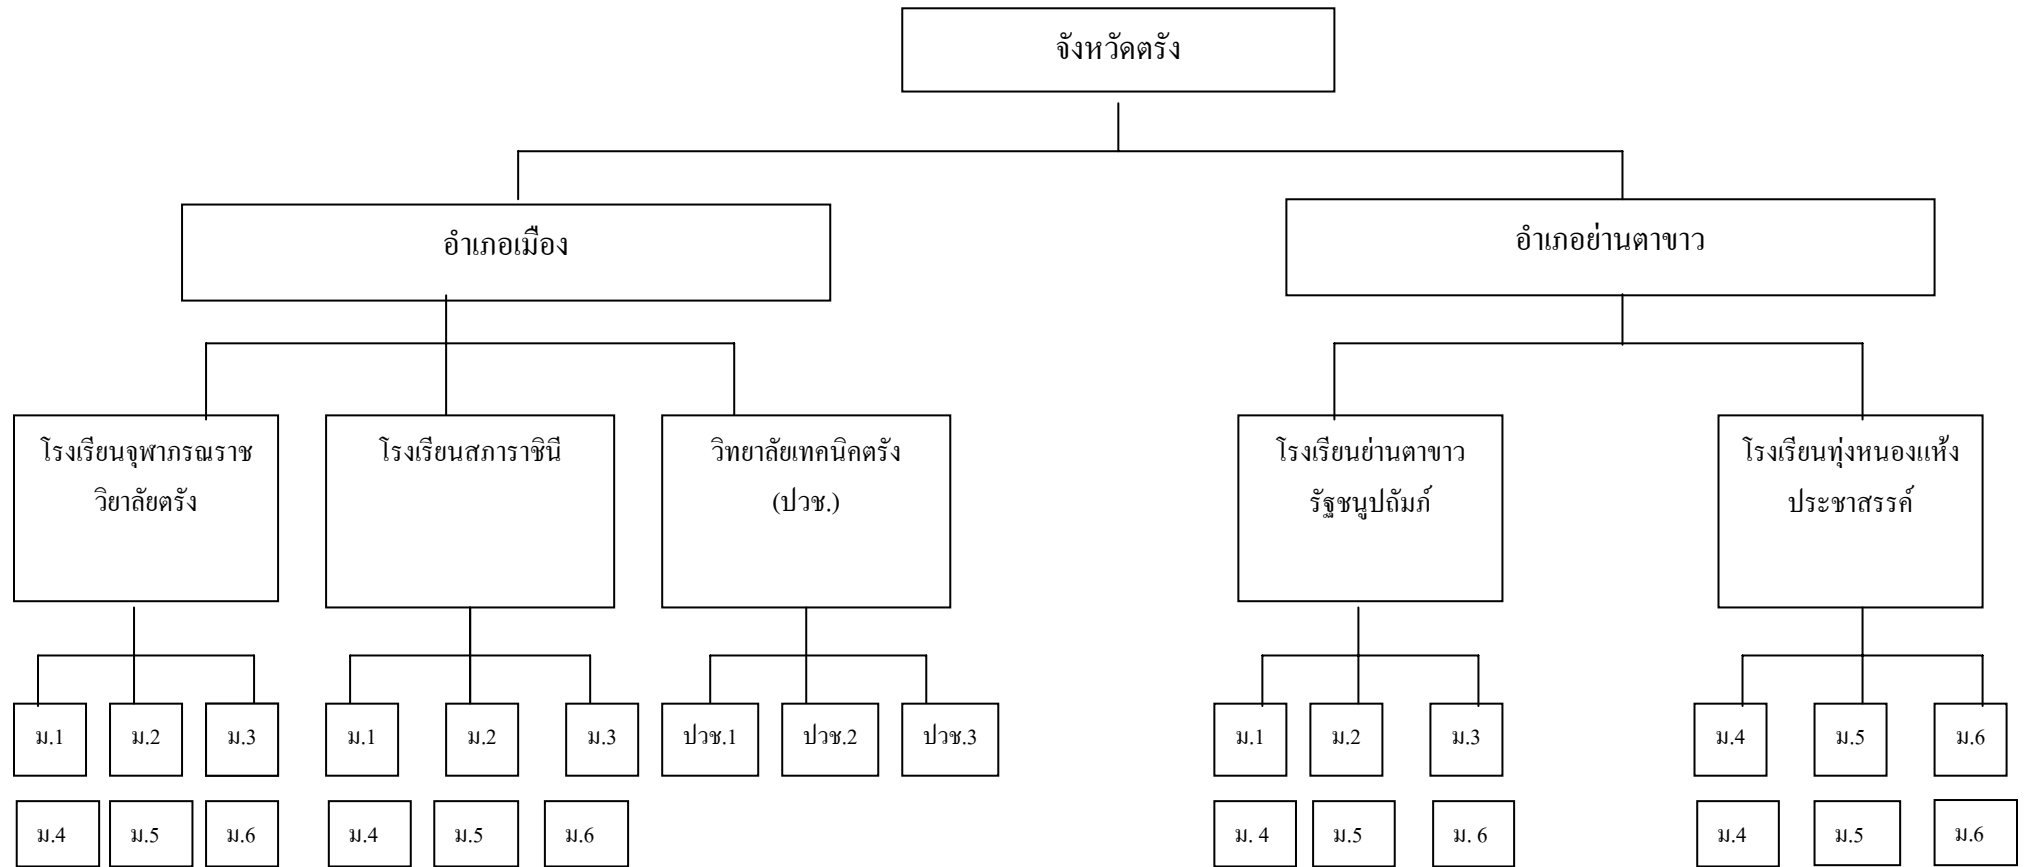 จังหวัดตรัง
อำเภอเมือง
อำเภอย่านตาขาว
โรงเรียนจุฬาภรณราช
วิยาลัยตรัง
โรงเรียนสภาราชินี
วิทยาลัยเทคนิคตรัง
(ปวช.)
โรงเรียนย่านตาขาว
รัฐชนูปถัมภ์
โรงเรียนทุ่งหนองแห้ง
ประชาสรรค์
ม.1 ม.2 ม.3 ม.1 ม.2 ม.3 ปวช.1 ปวช.2 ปวช.3 ม.1 ม.2 ม.3 ม.4 ม.5 ม.6
ม.4 ม.5 ม.6 ม.4 ม.5 ม.6 ม. 4 ม.5 ม. 6 ม.4 ม.5 ม.6